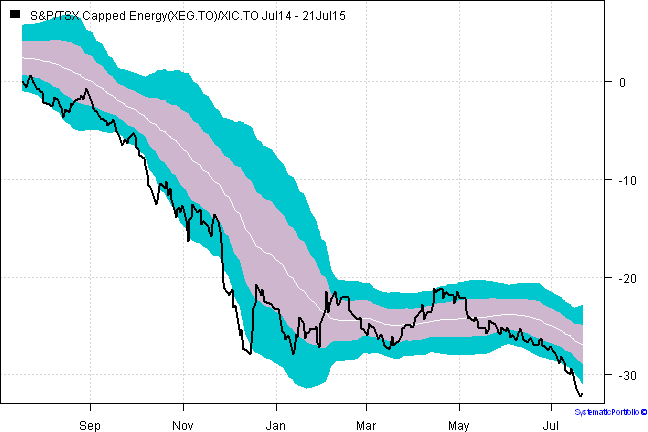 S&P/TSX Capped Energy(XEG.TO)/XIC.TO Jul14 - 21Jul15
0
-10
-20
-30
Sep Nov Jan Mar May Jul
SystematicPortfolio ©